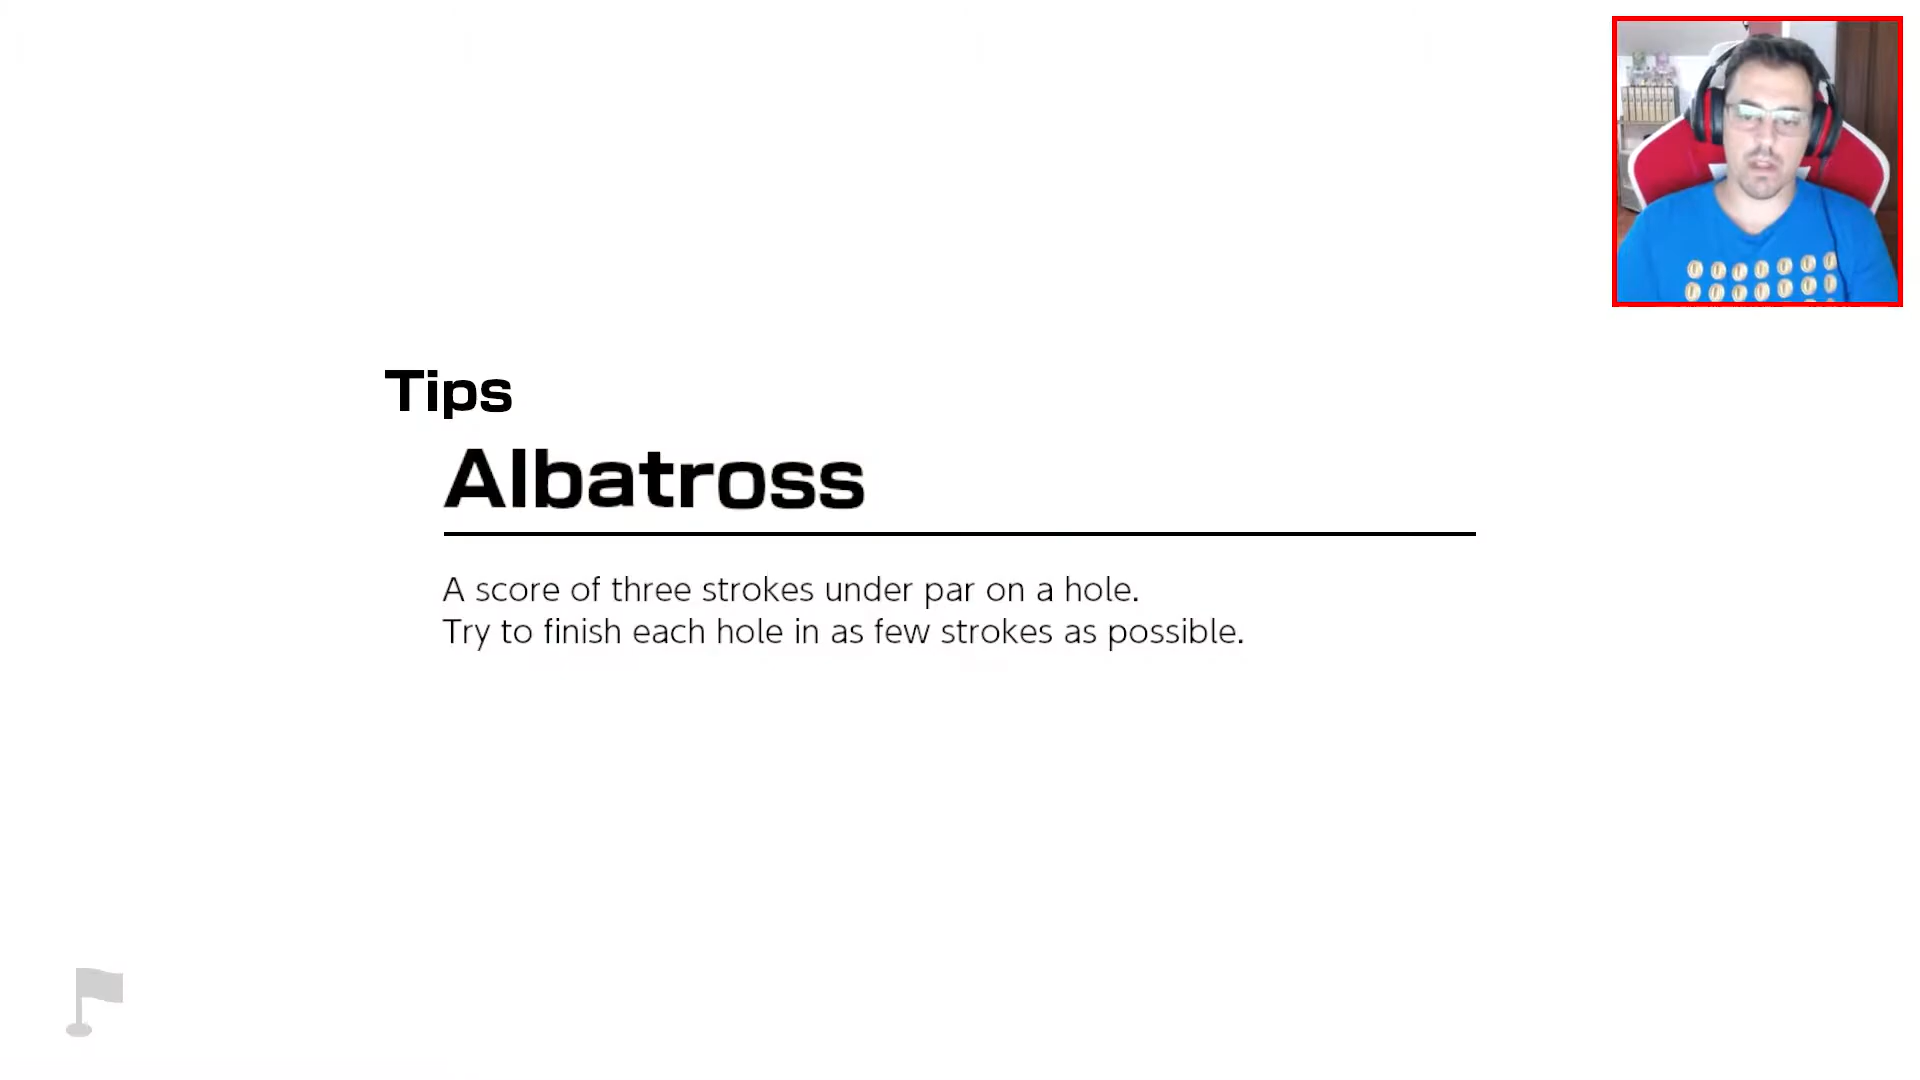 Tips
Albatross
A score of three strokes under par on a hole.
Try to finish each hole in as few strokes as possible.